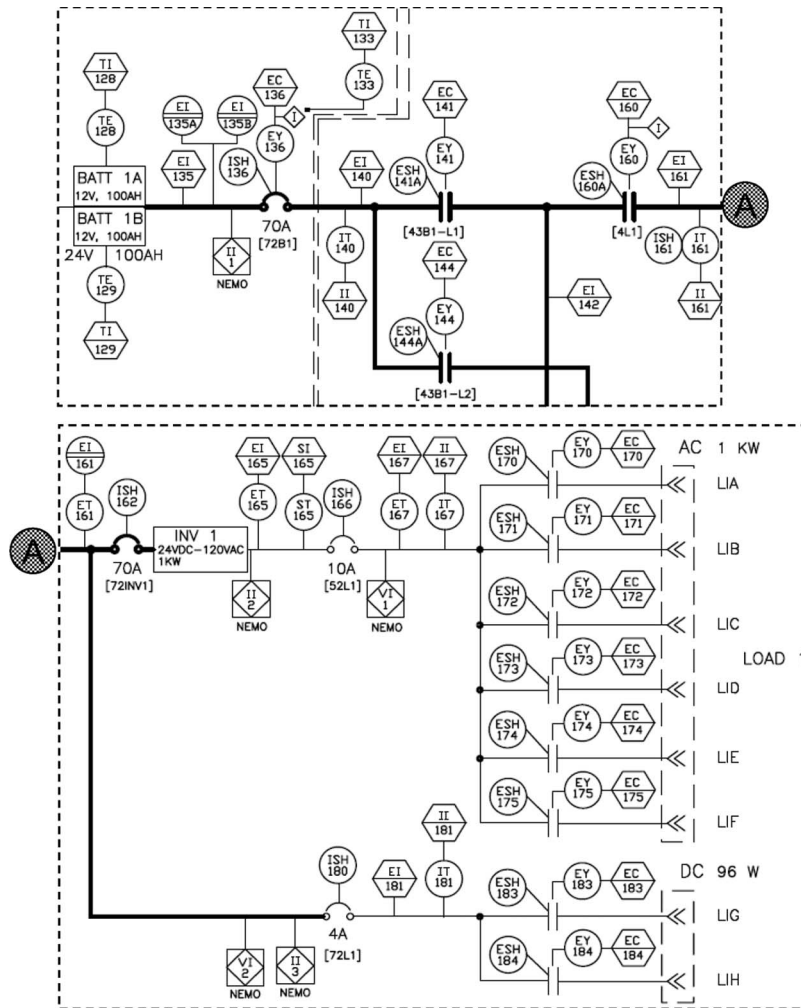 TI
133
TI
128
EC
136
TE
133
EC
141
EC
160
EI
135A
EI
135B
I
TE
128
EY
136
EY
141
EY
160
I
EI
135
ISH
136
EI
140
ESH
141A
ESH
160A
EI
161
BATT 1A
12V, 100AH
BATT 1B
12V, 100AH
24V 100AH
A
70A
[72B1]
[43B1-L1]
[4L1]
II
1
NEMO
IT
140
EC
144
ISH
161
IT
161
TE
129
II
140
EY
144
EI
142
II
161
TI
129
ESH
144A
[43B1-L2]
EI
161
EI
165
SI
165
EI
167
II
167
ESH
170
EY
170
EC
170
AC 1 KW
ET
161
ISH
162
ET
165
ST
165
ISH
166
ET
167
IT
167
LIA
A
INV 1
24VDC-120VAC
1KW
ESH
171
EY
171
EC
171
LIB
70A
[72INV1]
10A
[52L1]
II
2
NEMO
VI
1
NEMO
ESH
172
EY
172
EC
172
LIC
LOAD 1
ESH
173
EY
173
EC
173
LID
ESH
174
EY
174
EC
174
LIE
ESH
175
EY
175
EC
175
LIF
II
181
ISH
180
EI
181
IT
181
DC 96 W
ESH
183
EY
183
EC
183
LIG
4A
[72L1]
VI
2
NEMO
II
3
NEMO
ESH
184
EY
184
EC
184
LIH